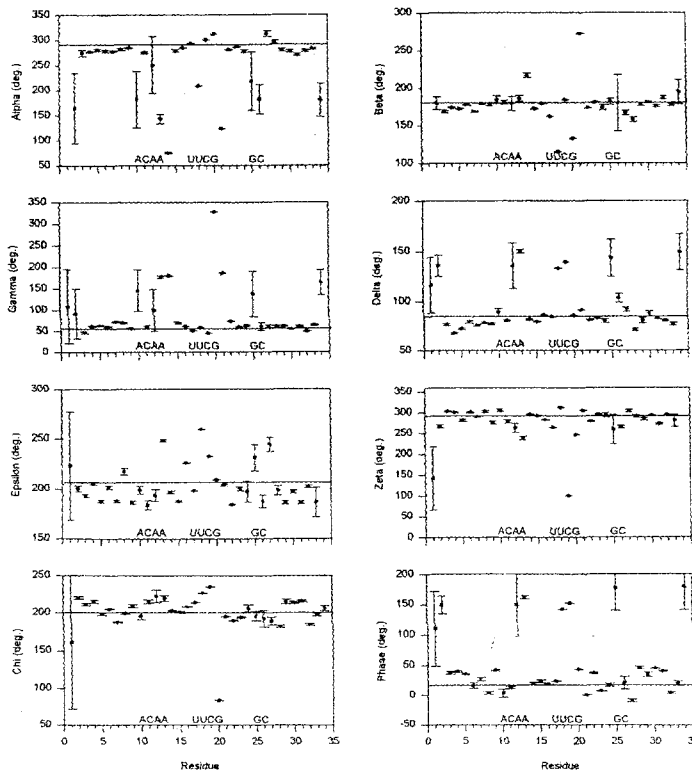 Alpha (deg.)
350
300
250
200
150
100
50
ACAA UUCG GC
Beta (deg.)
300
250
200
150
100
ACAA UUCG GC
Gamma (deg.)
350
300
250
200
150
100
50
0
ACAA UUCG GC
Delta (deg.)
200
150
100
50
ACAA UUCG GC
Epsilon (deg.)
300
250
200
150
ACAA UUCG GC
Zeta (deg.)
350
300
250
200
150
100
50
0
ACAA UUCG GC
Chi (deg.)
250
200
150
100
50
ACAA UUCG GC
0 5 10 15 20 25 30 35
Residue
Phase (deg.)
200
150
100
50
0
-50
ACAA UUCG GC
0 5 10 15 20 25 30 35
Residue